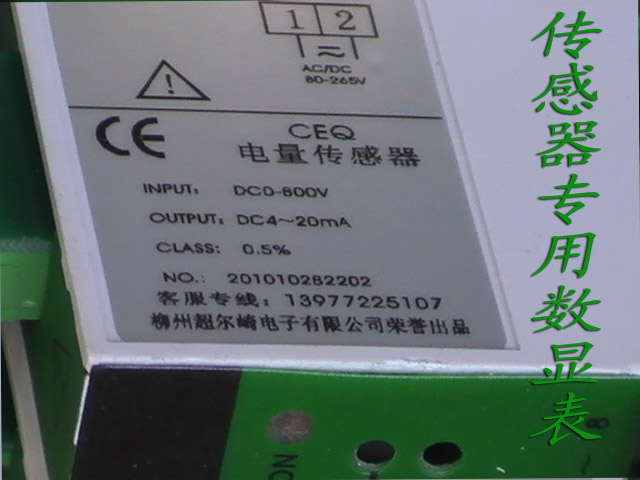 1 2
AC/DC
80-265V
CE
CEQ
电量传感器
INPUT: DC0-800V
OUTPUT: DC4~20mA
CLASS: 0.5%
NO.: 201010282202
客服专线: 13977225107
柳州超尔崎电子有限公司荣誉出品
传感器专用数显表
ON
8